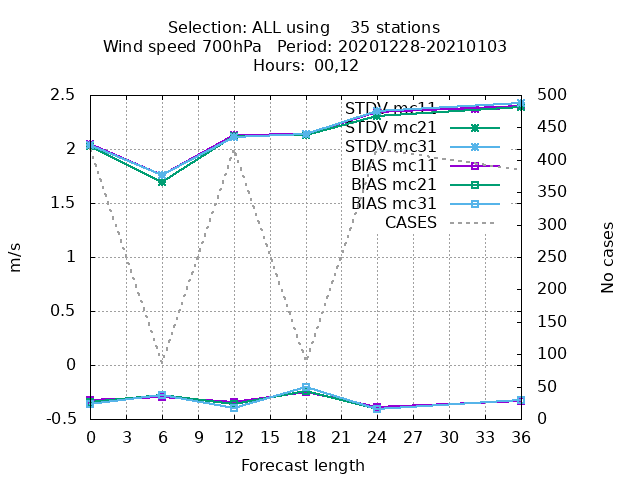 Selection: ALL using    35 stations
Wind speed 700hPa   Period: 20201228-20210103
Hours:  00,12
2.5
2
1.5
1
0.5
0
-0.5
500
450
400
350
300
250
200
150
100
50
0
m/s
No cases
STDV mc11
STDV mc21
STDV mc31
BIAS mc11
BIAS mc21
BIAS mc31
CASES
0 3 6 9 12 15 18 21 24 27 30 33 36
Forecast length